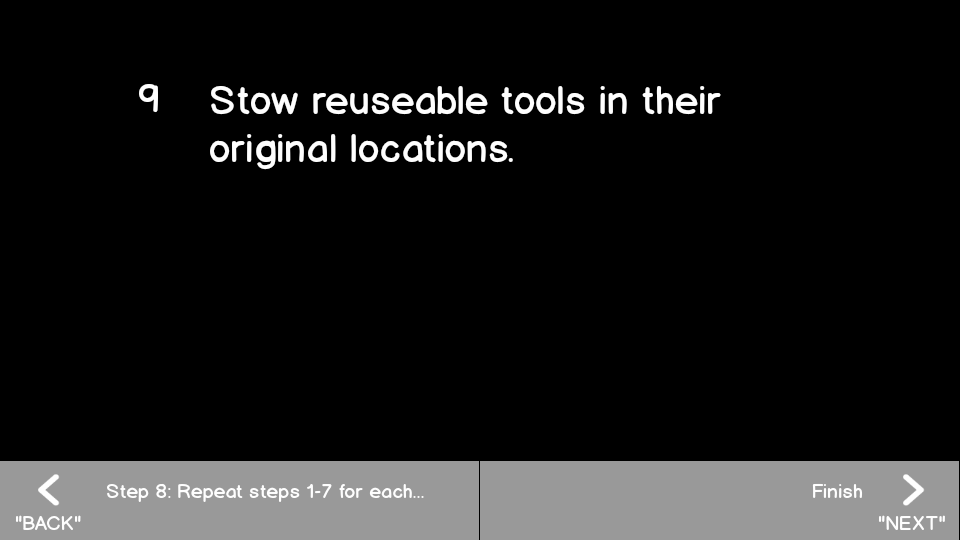 9 Stow reuseable tools in their
original locations.
Step 8: Repeat steps 1-7 for each...
"BACK"
Finish
"NEXT"